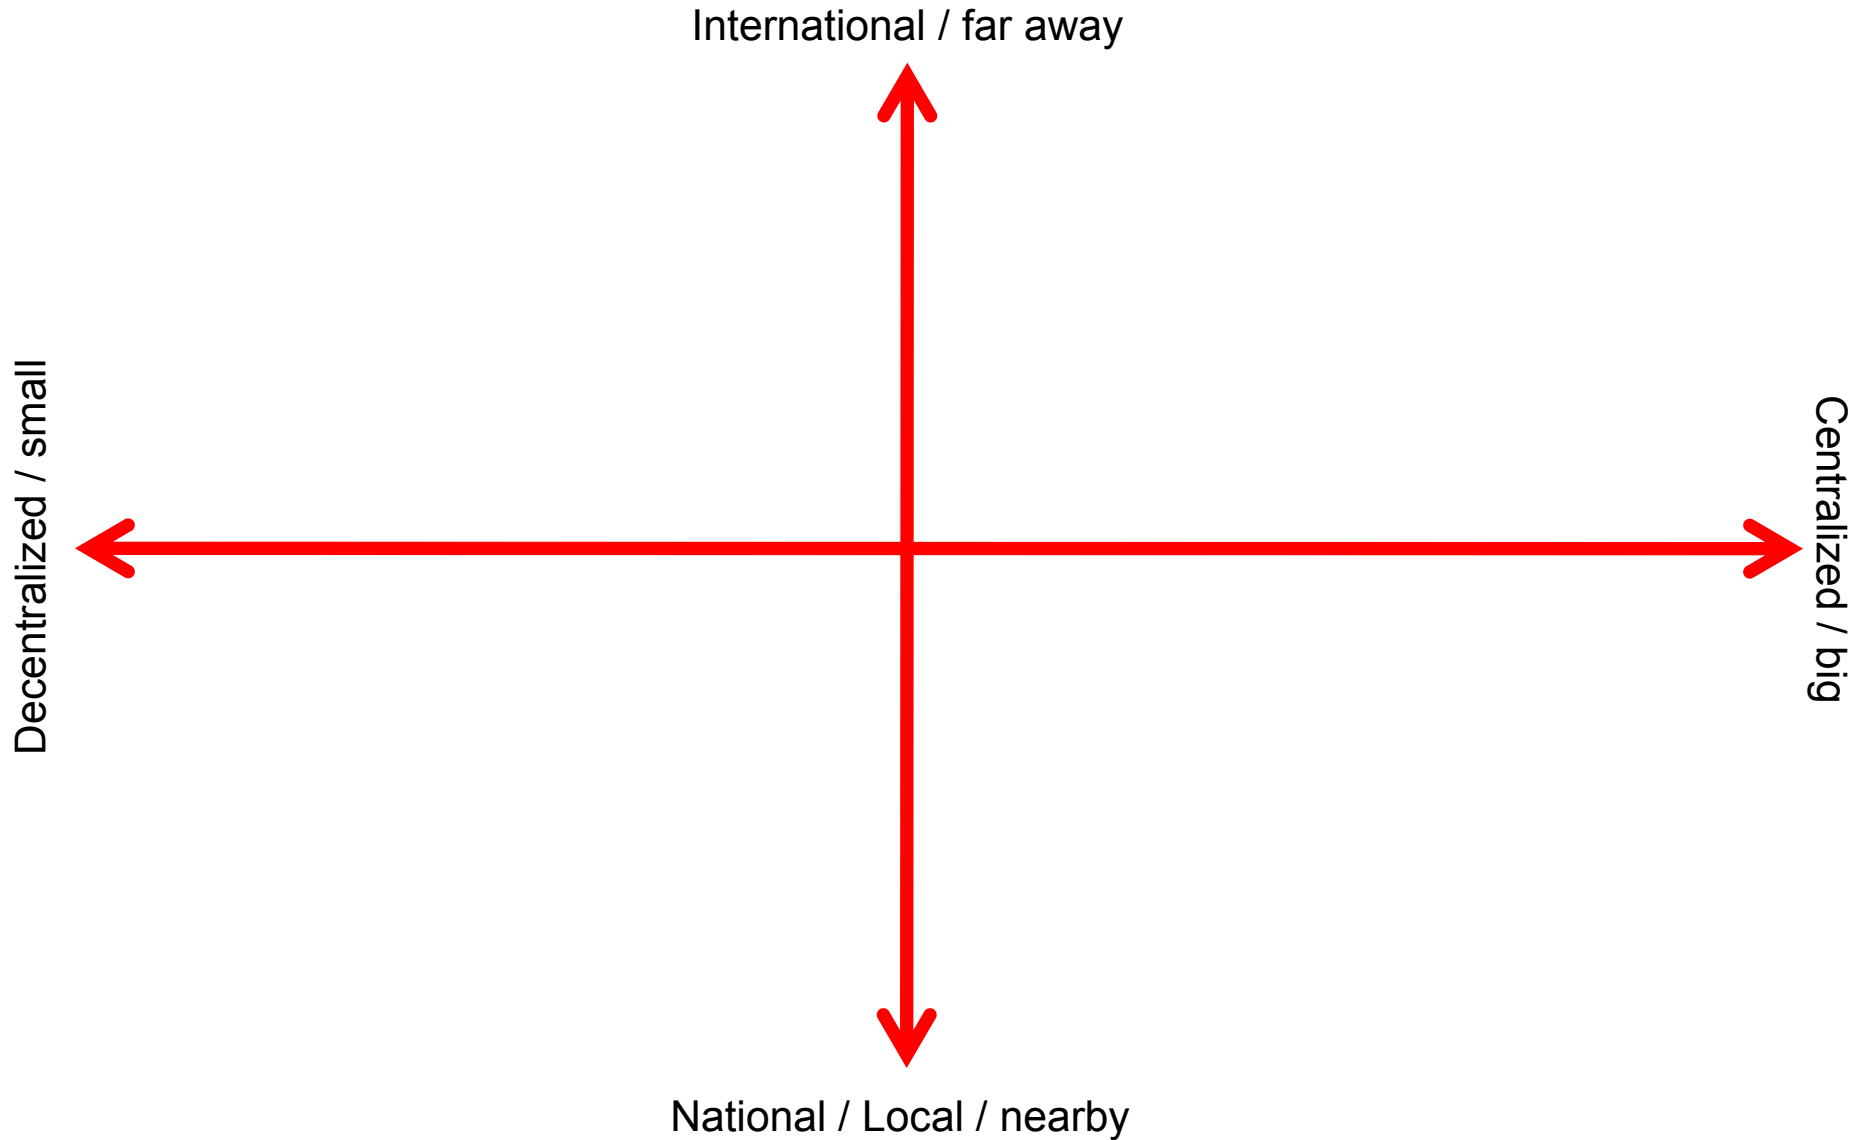 International / far away
Decentralized / small
Centralized / big
National / Local / nearby